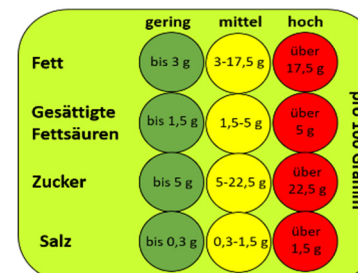 gering mittel hoch
Fett bis 3 g 3-17,5 g über
17,5 g
Gesättigte
Fettsäuren bis 1,5 g 1,5-5 g über
5 g
Zucker bis 5 g 5-22,5 g über
22,5 g
Salz bis 0,3 g 0,3-1,5 g über
1,5 g